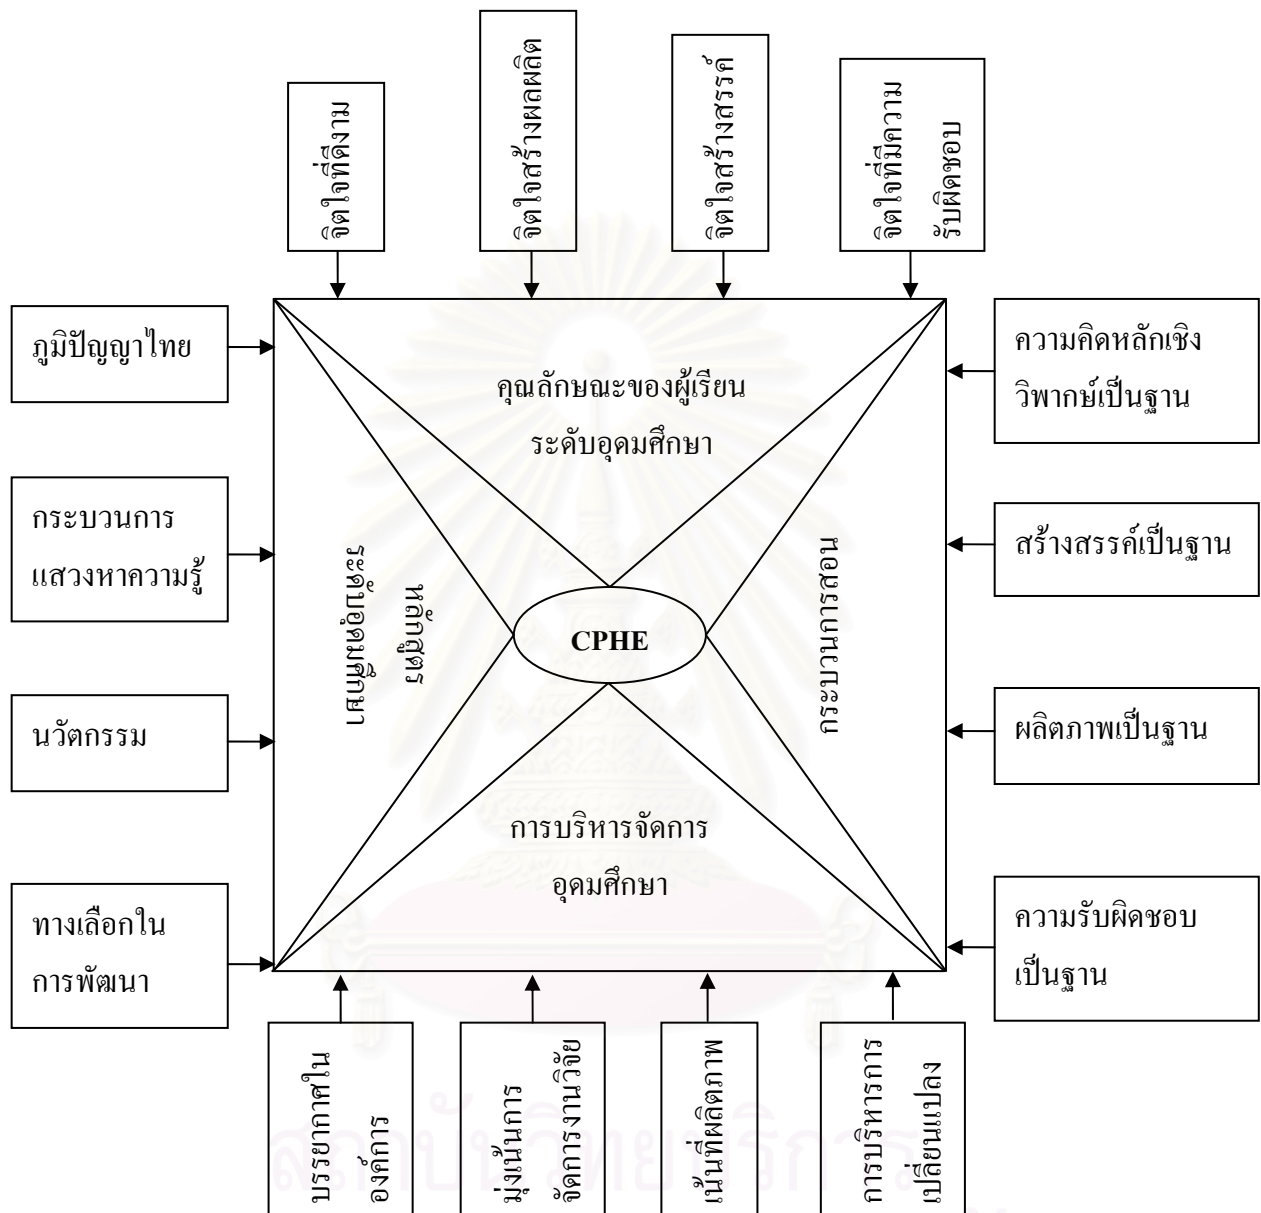 จิตใจที่ดีงาม
จิตใจสร้างผลผลิต
จิตใจสร้างสรรค์
จิตใจที่มีความ
รับผิดชอบ
ภูมิปัญญาไทย
กระบวนการ
แสวงหาความรู้
นวัตกรรม
ทางเลือกใน
การพัฒนา
คุณลักษณะของผู้เรียน
ระดับอุดมศึกษา
หลักสูตร
ระดับอุดมศึกษา
CPHE
กระบวนการสอน
การบริหารจัดการ
อุดมศึกษา
ความคิดหลักเชิง
วิพากษ์เป็นฐาน
สร้างสรรค์เป็นฐาน
ผลิตภาพเป็นฐาน
ความรับผิดชอบ
เป็นฐาน
บรรยากาศใน
องค์การ
มุ่งเน้นการ
จัดการงานวิจัย
เน้นที่ผลิตภาพ
การบริหารการ
เปลี่ยนแปลง
สถาบันวิทยบริการ